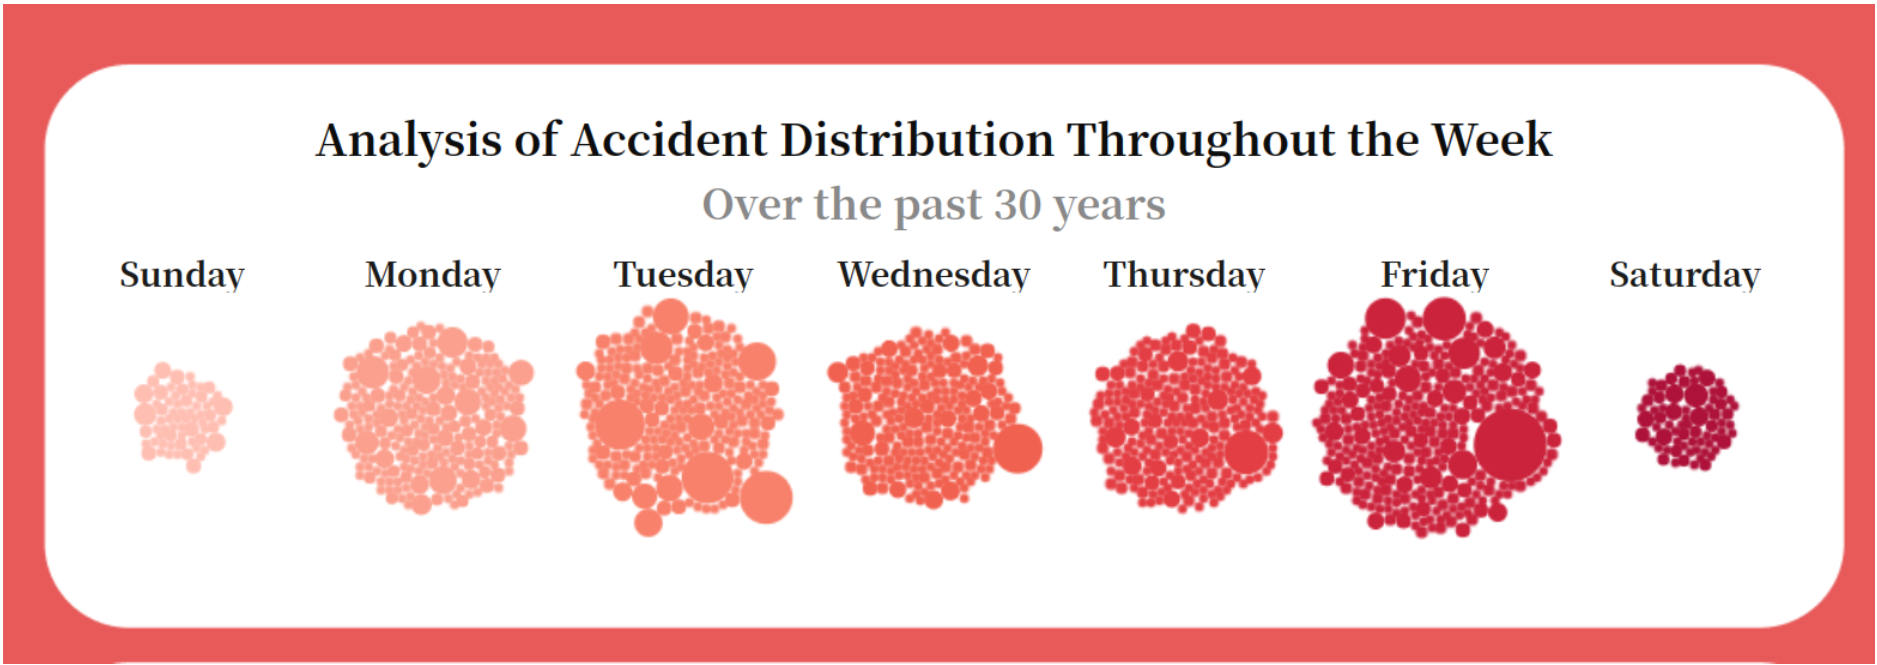 Analysis of Accident Distribution Throughout the Week
Over the past 30 years
Sunday Monday Tuesday Wednesday Thursday Friday Saturday